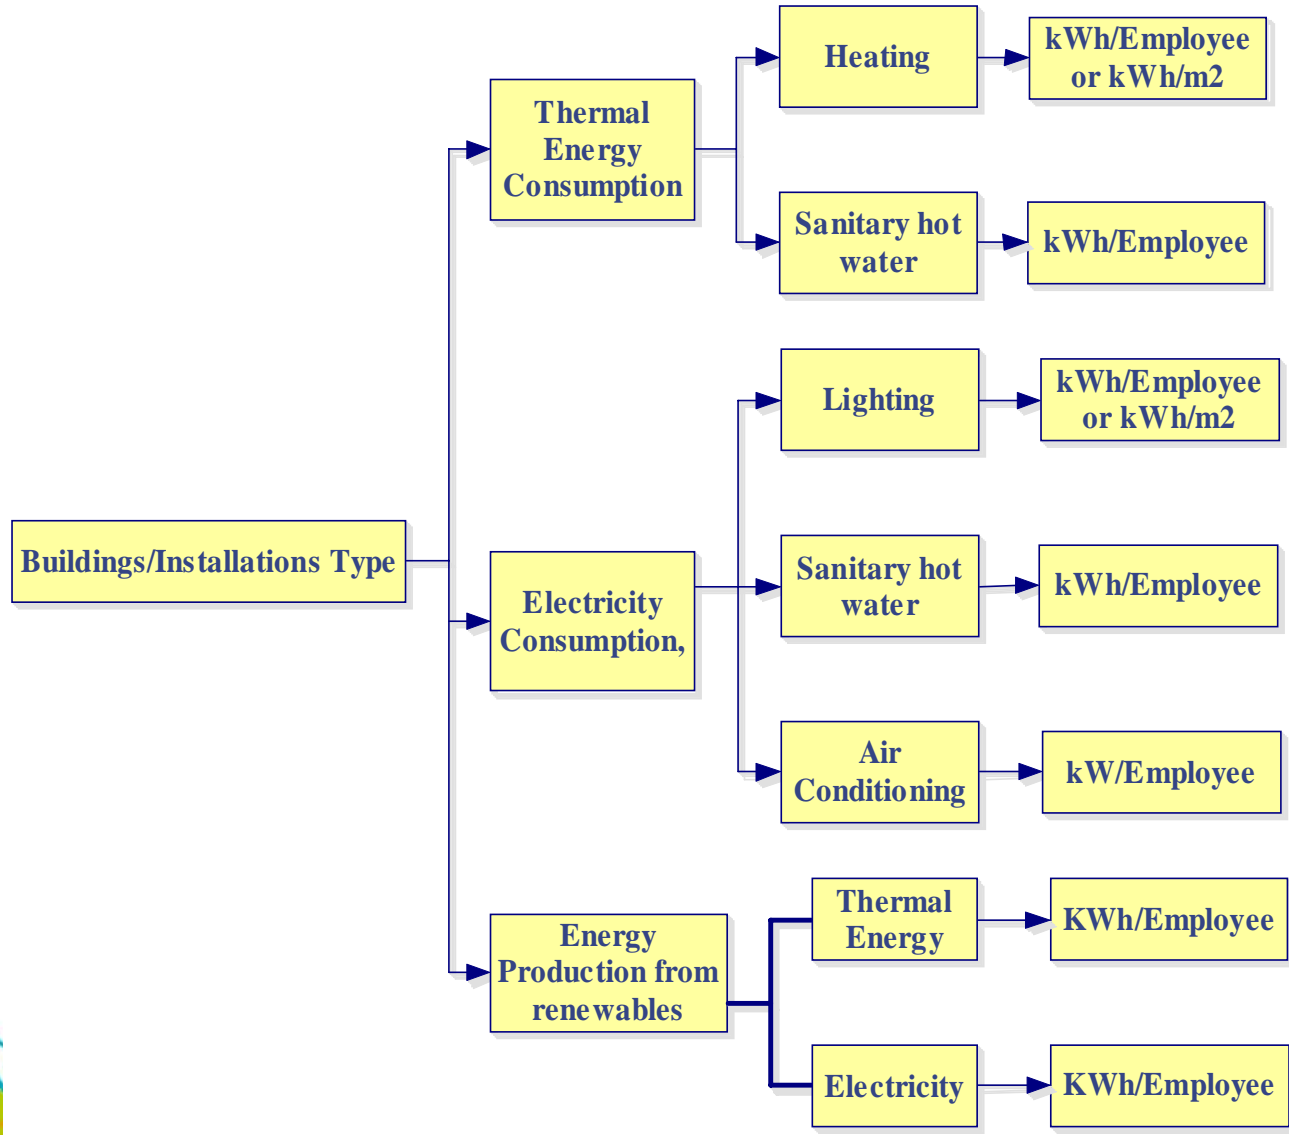 Buildings/Installations Type
Thermal
Energy
Consumption
Heating
kWh/Employee
or kWh/m2
Sanitary hot
water
kWh/Employee
Electricity
Consumption,
Lighting
kWh/Employee
or kWh/m2
Sanitary hot
water
kWh/Employee
Air
Conditioning
kW/Employee
Energy
Production from
renewables
Thermal
Energy
KWh/Employee
Electricity
KWh/Employee